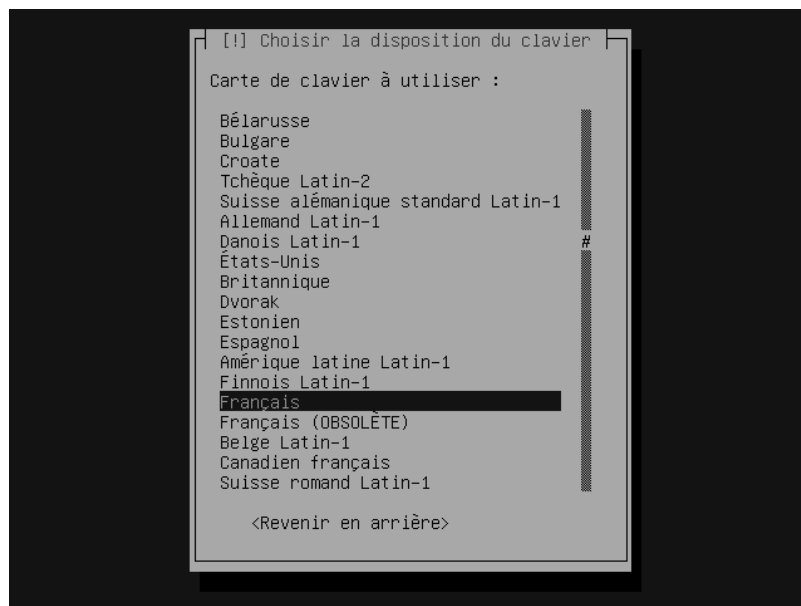 [!] Choisir la disposition du clavier
Carte de clavier à utiliser :
Bélarusse
Bulgare
Croate
Tchèque Latin-2
Suisse alémanique standard Latin-1
Allemand Latin-1
Danois Latin-1 #
États-Unis
Britannique
Dvorak
Estonien
Espagnol
Amérique latine Latin-1
Finnois Latin-1
Français
Français (OBSOLÈTE)
Belge Latin-1
Canadien français
Suisse romand Latin-1
<Revenir en arrière>